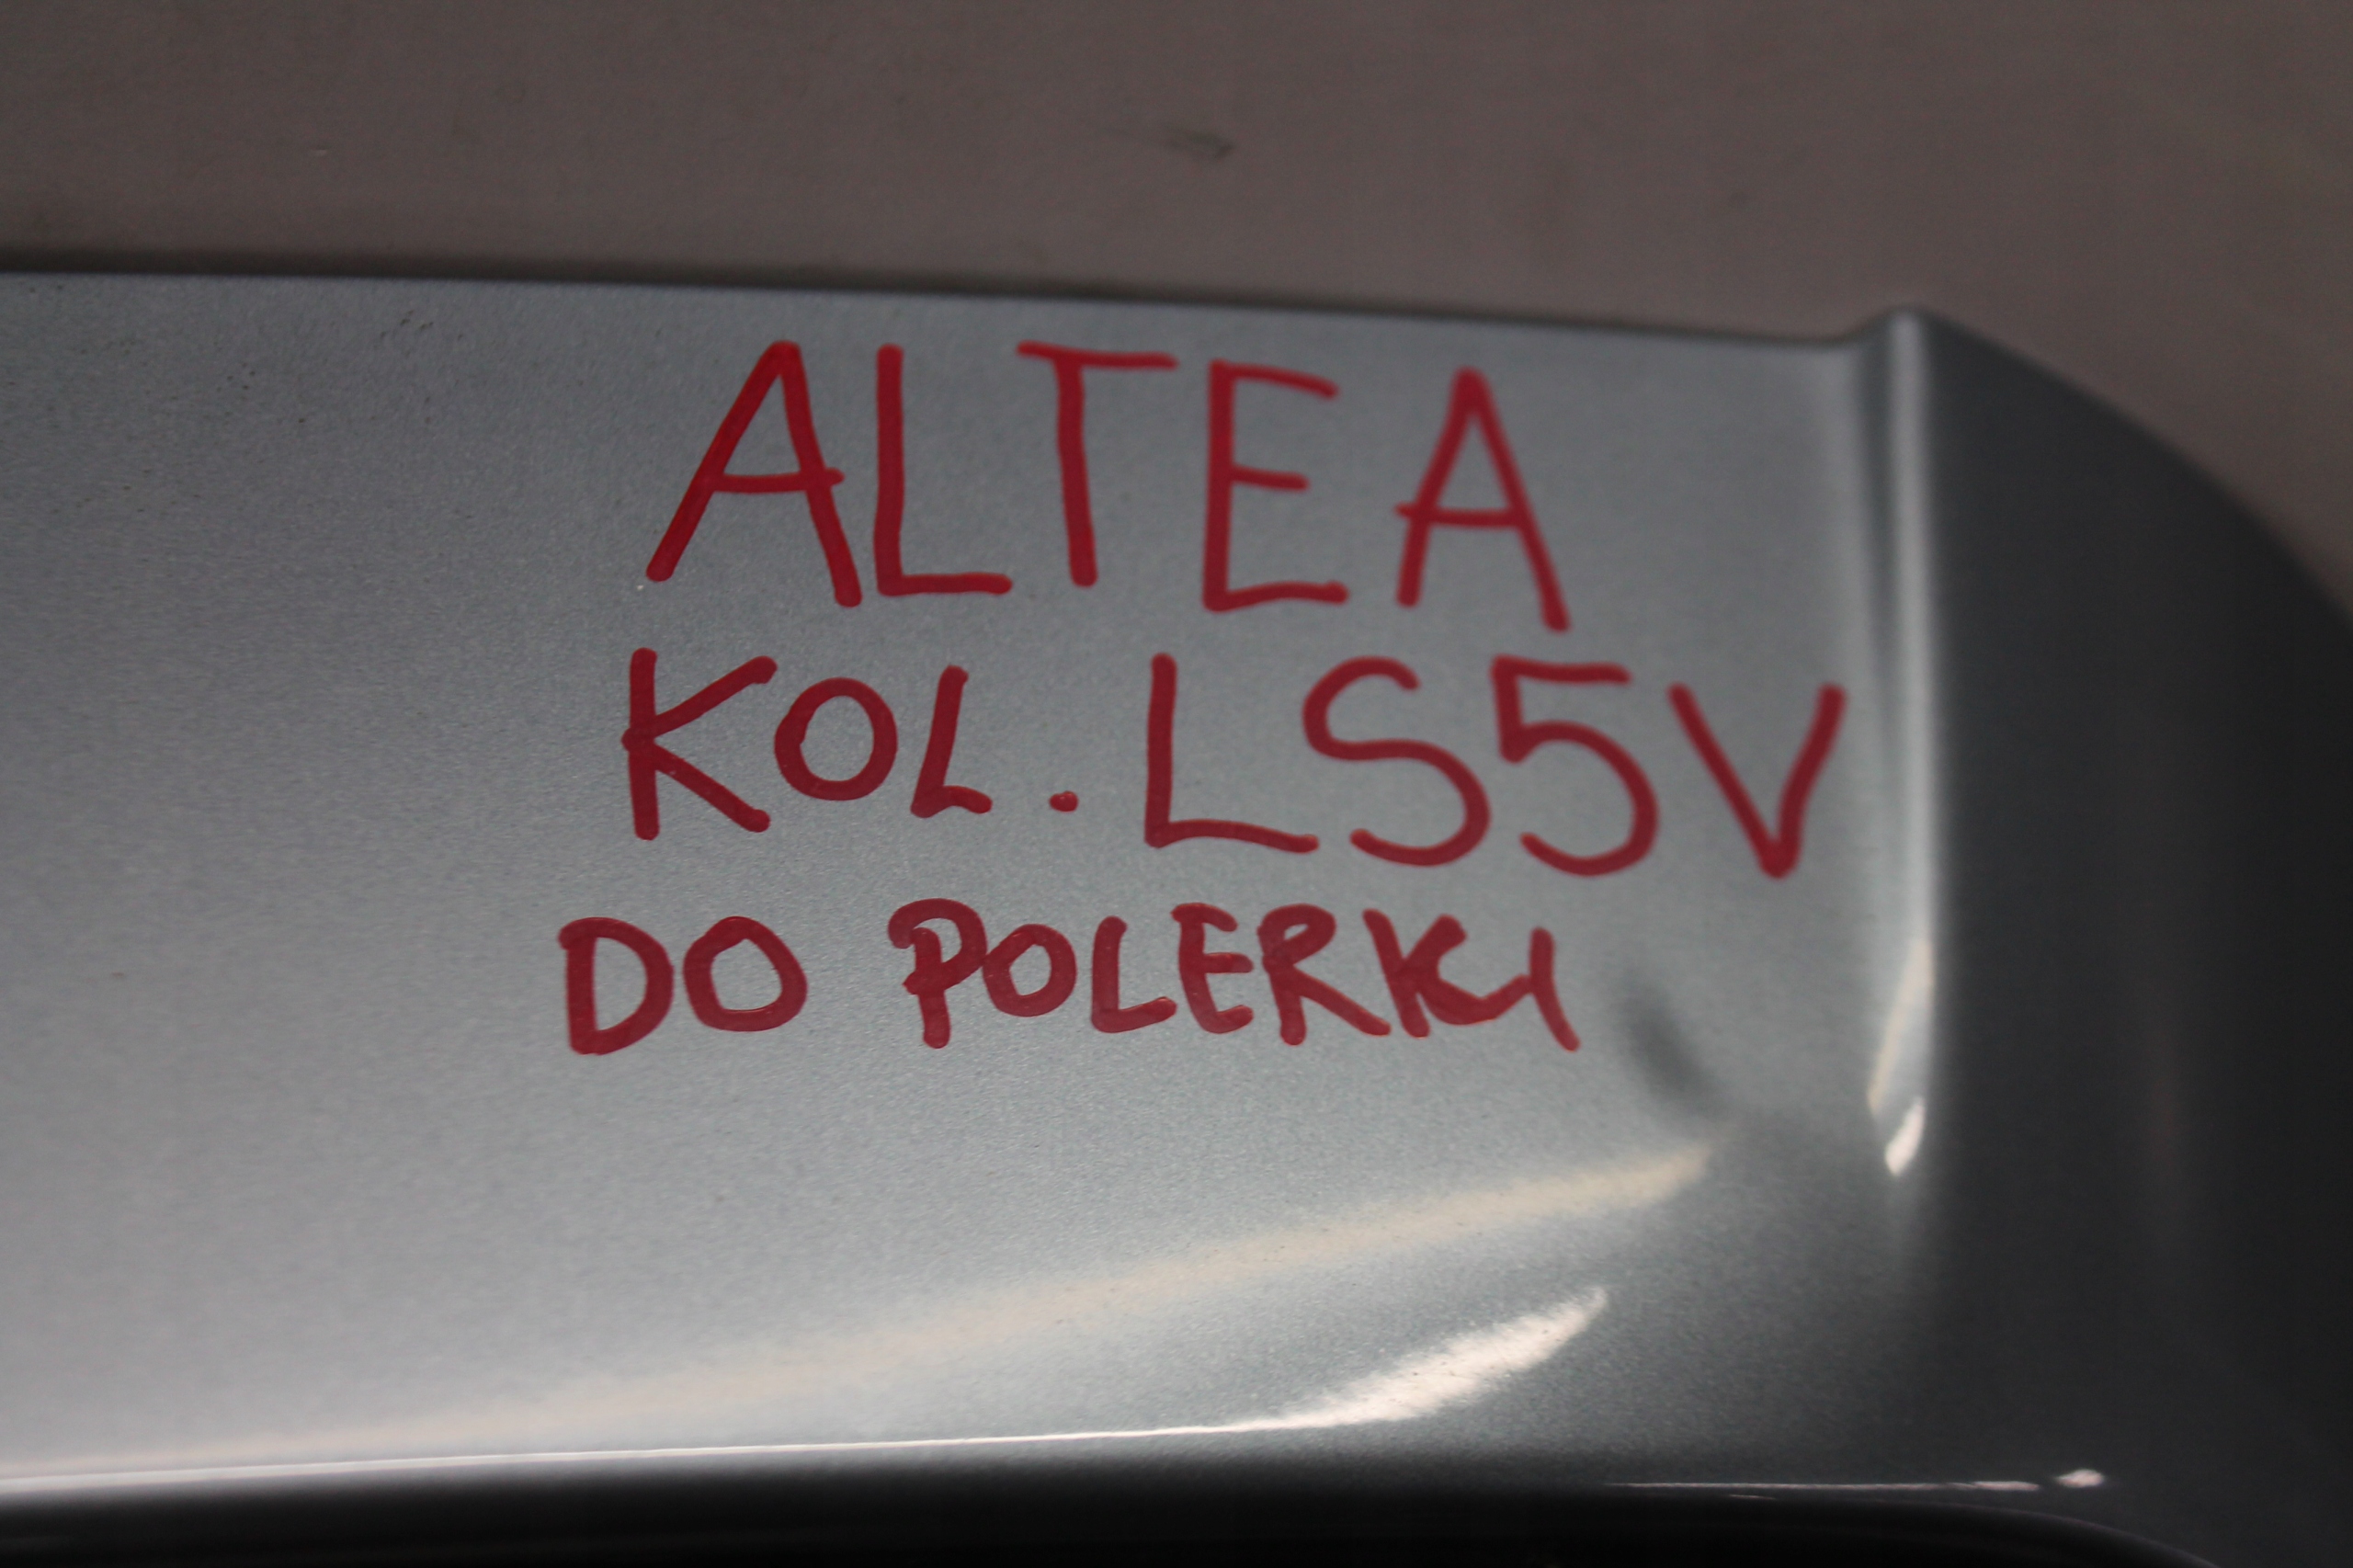 ALTEA
KOL. LS5V
DO POLERKI